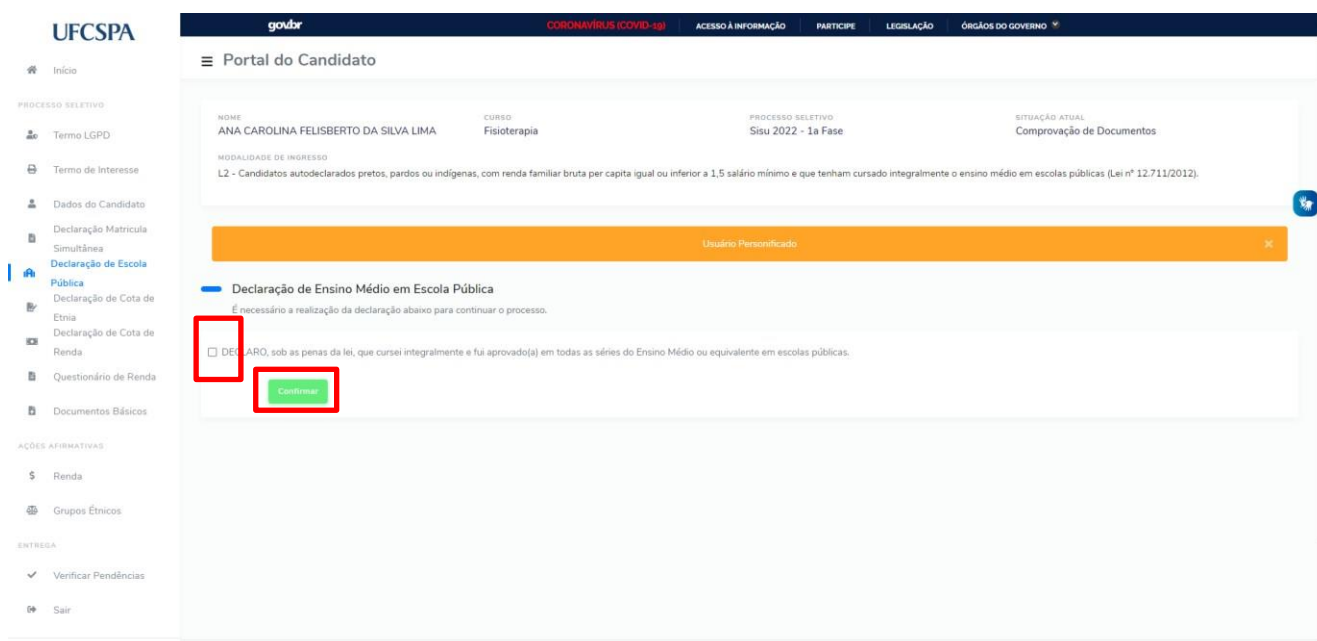 UFCSPA
Início
PROCESSO SELETIVO
Termo LGPD
Termo de Interesse
Dados do Candidato
Declaração Matricula
Simultânea
Declaração de Escola
Pública
Declaração de Cota de
Etnia
Declaração de Cota de
Renda
Questionário de Renda
Documentos Básicos
AÇÕES AFIRMATIVAS
Renda
Grupos Étnicos
ENTREGA
Verificar Pendências
Sair
govbr
CORONAVÍRUS (COVID-19)
ACESSO À INFORMAÇÃO
PARTICIPE
LEGISLAÇÃO
ÓRGÃOS DO GOVERNO
Portal do Candidato
NOME
ANA CAROLINA FELISBERTO DA SILVA LIMA
CURSO
Fisioterapia
PROCESSO SELETIVO
Sisu 2022 - 1a Fase
SITUAÇÃO ATUAL
Comprovação de Documentos
MODALIDADE DE INGRESSO
L2 - Candidatos autodeclarados pretos, pardos ou indígenas, com renda familiar bruta per capita igual ou inferior a 1,5 salário mínimo e que tenham cursado integralmente o ensino médio em escolas públicas (Lei nº 12.711/2012).
Usuário Personificado
Declaração de Ensino Médio em Escola Pública
É necessário a realização da declaração abaixo para continuar o processo.
DECLARO, sob as penas da lei, que cursei integralmente e fui aprovado(a) em todas as séries do Ensino Médio ou equivalente em escolas públicas.
Confirmar